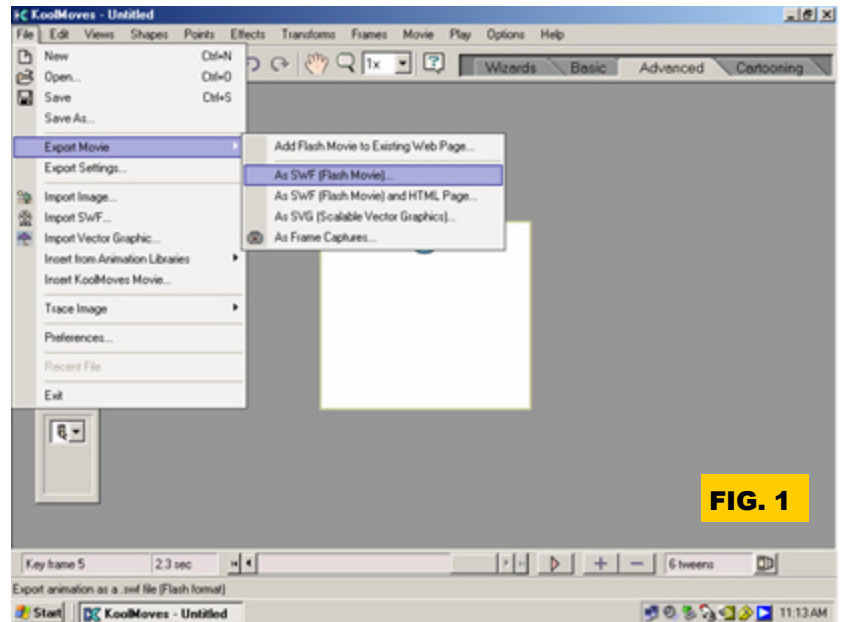 KoolMoves - Untitled
File Edit Views Shapes Points Effects Transforms Frames Movie Play Options Help
New Ctrl+N
Open... Ctrl+O
Save Ctrl+S
Save As...
Export Movie
Export Settings...
Import Image...
Import SWF...
Import Vector Graphic...
Insert from Animation Libraries
Insert KoolMoves Movie...
Trace Image
Preferences...
Recent File
Exit
1x
Wizards Basic Advanced Cartooning
Add Flash Movie to Existing Web Page...
As SWF (Flash Movie)...
As SWF (Flash Movie) and HTML Page...
As SVG (Scalable Vector Graphics)...
As Frame Captures...
FIG. 1
Key frame 5 2.3 sec 6 tweens
Export animation as a .swf file (Flash format)
Start KoolMoves - Untitled 11:13 AM